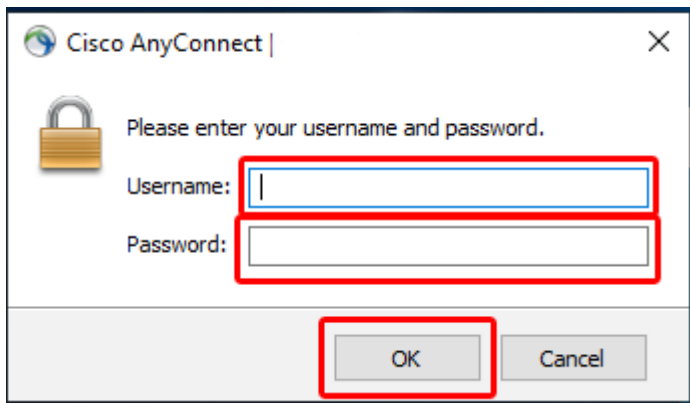 Cisco AnyConnect |
Please enter your username and password.
Username:
Password:
OK
Cancel